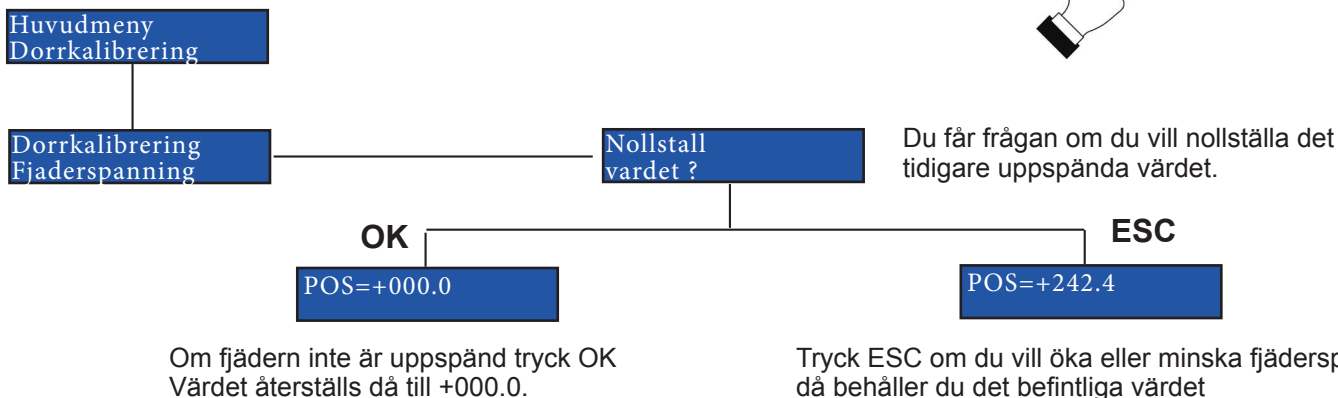 Huvudmeny
Dorrkalibrering
Dorrkalibrering
Fjaderspanning
Nollstall
vardet ?
Du får frågan om du vill nollställa det
tidigare uppspända värdet.
OK
ESC
POS=+000.0
POS=+242.4
Om fjädern inte är uppspänd tryck OK
Värdet återställs då till +000.0.
Tryck ESC om du vill öka eller minska
då behåller du det befintliga värdet